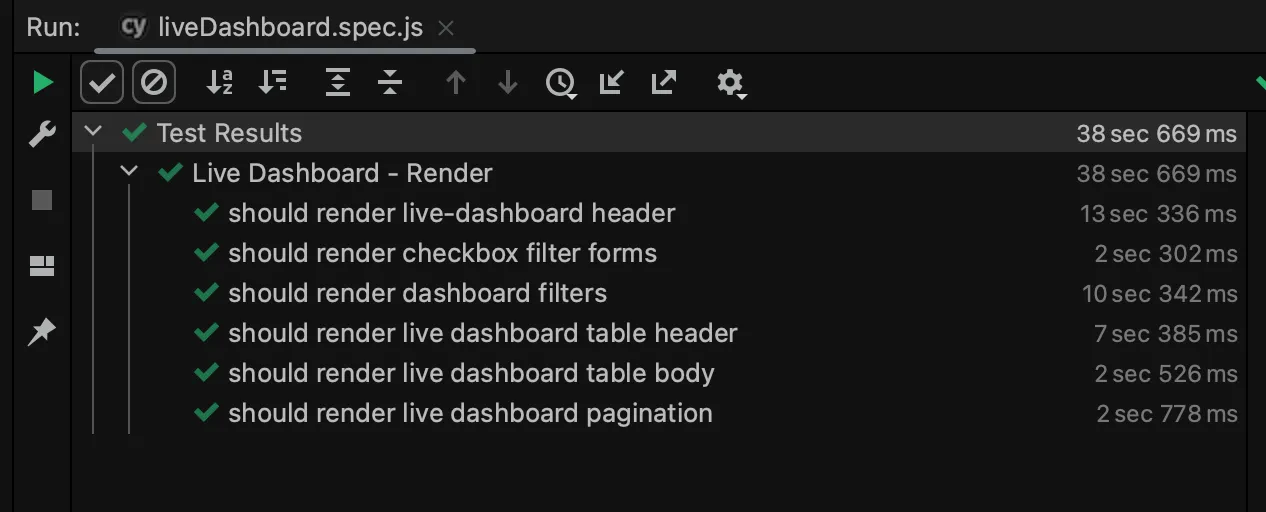 Run: cy liveDashboard.spec.js
Test Results 38 sec 669 ms
Live Dashboard - Render 38 sec 669 ms
should render live-dashboard header 13 sec 336 ms
should render checkbox filter forms 2 sec 302 ms
should render dashboard filters 10 sec 342 ms
should render live dashboard table header 7 sec 385 ms
should render live dashboard table body 2 sec 526 ms
should render live dashboard pagination 2 sec 778 ms